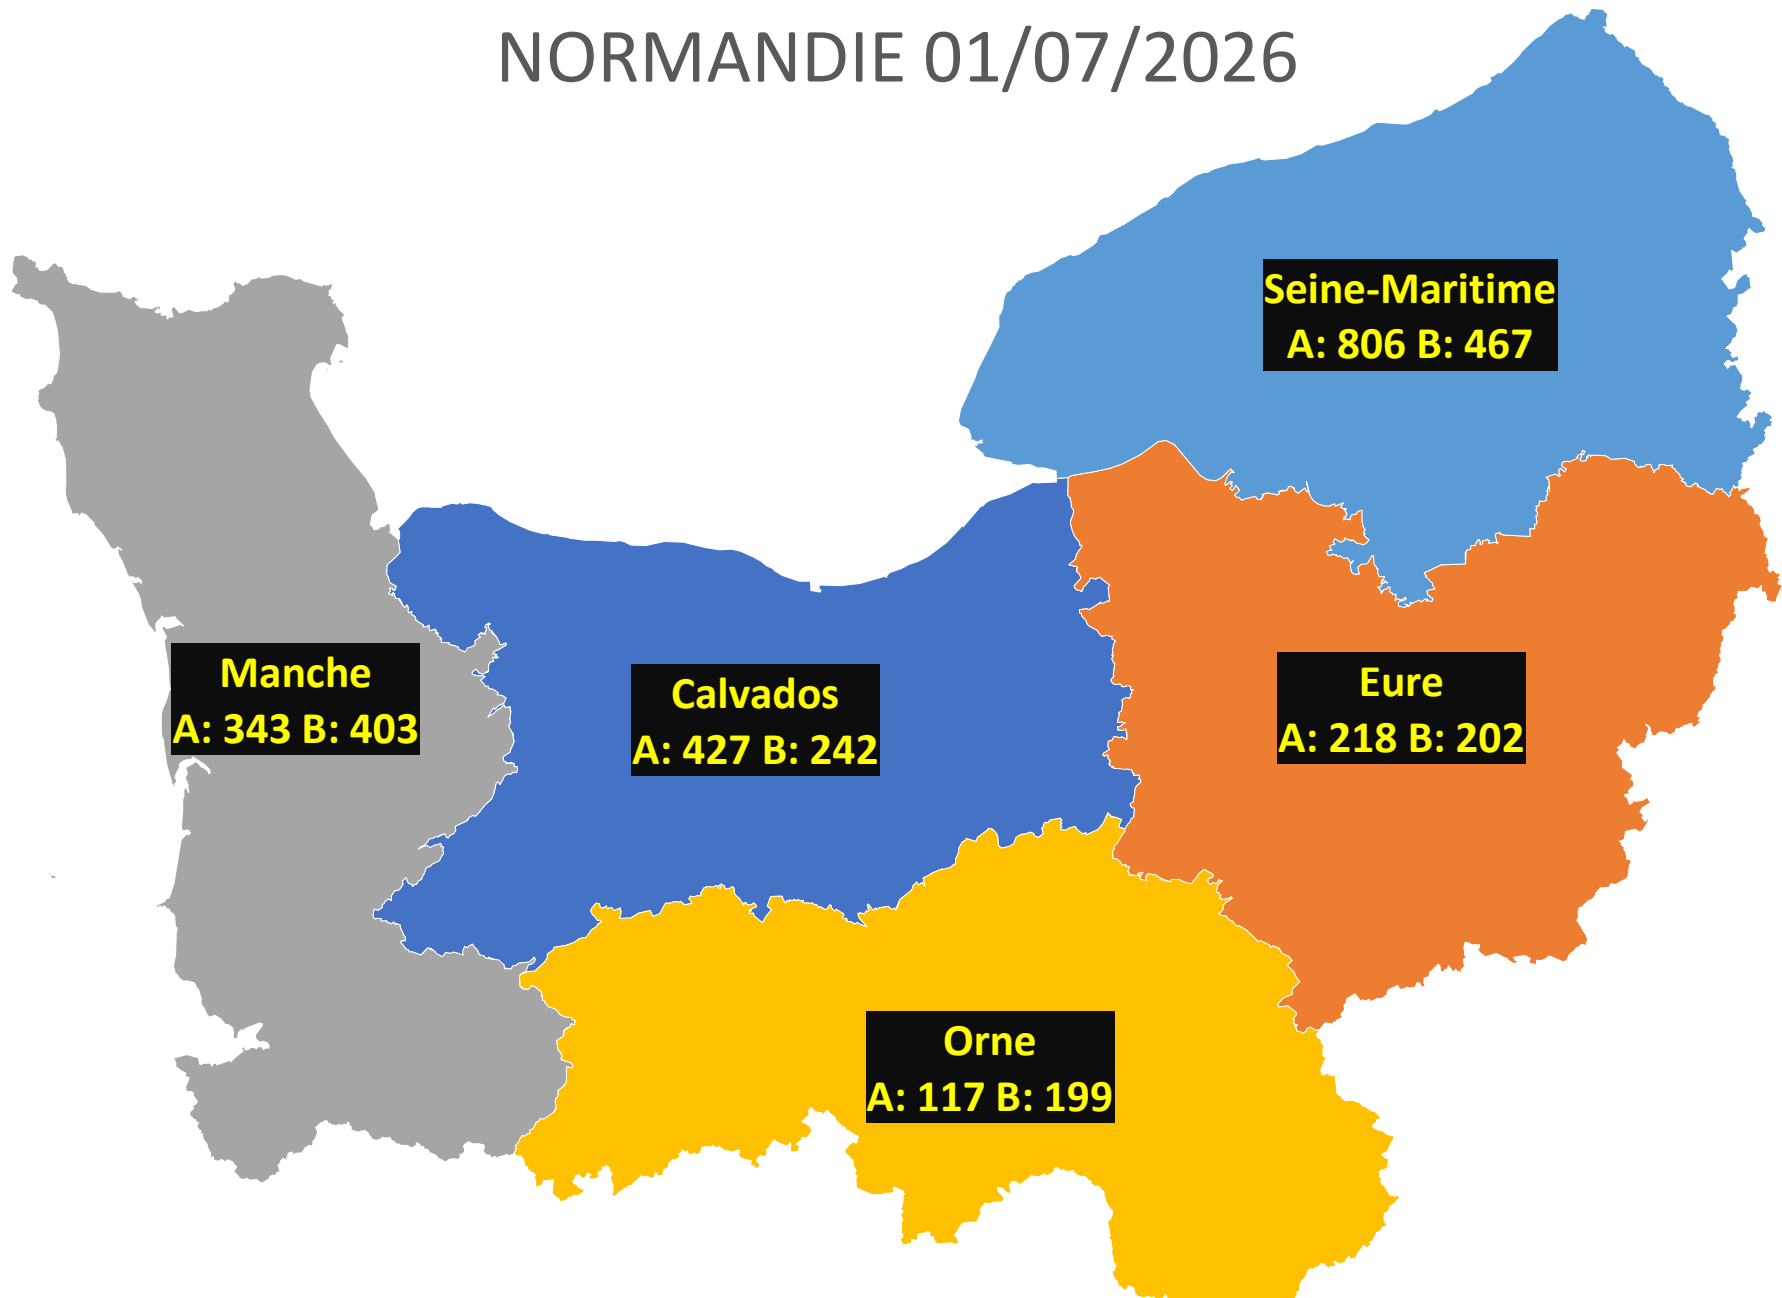 NORMANDIE 01/07/2026
Seine-Maritime
A: 806 B: 467
Manche
A: 343 B: 403
Calvados
A: 427 B: 242
Eure
A: 218 B: 202
Orne
A: 117 B: 199